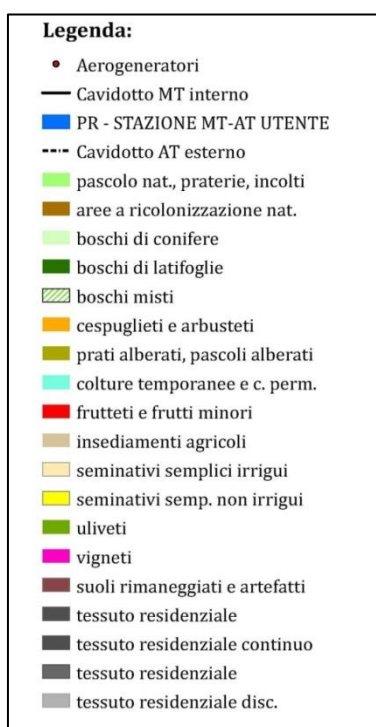 Legenda:
Aerogeneratori
Cavidotto MT interno
PR - STAZIONE MT-AT UTENTE
Cavidotto AT esterno
pascolo nat., praterie, incolti
aree a ricolonizzazione nat.
boschi di conifere
boschi di latifoglie
boschi misti
cespuglieti e arbusteti
prati alberati, pascoli alberati
colture temporanee e c. perm.
frutteti e frutti minori
insediamenti agricoli
seminativi semplici irrigui
seminativi semp. non irrigui
uliveti
vigneti
suoli rimaneggiati e artefatti
tessuto residenziale
tessuto residenziale continuo
tessuto residenziale
tessuto residenziale disc.